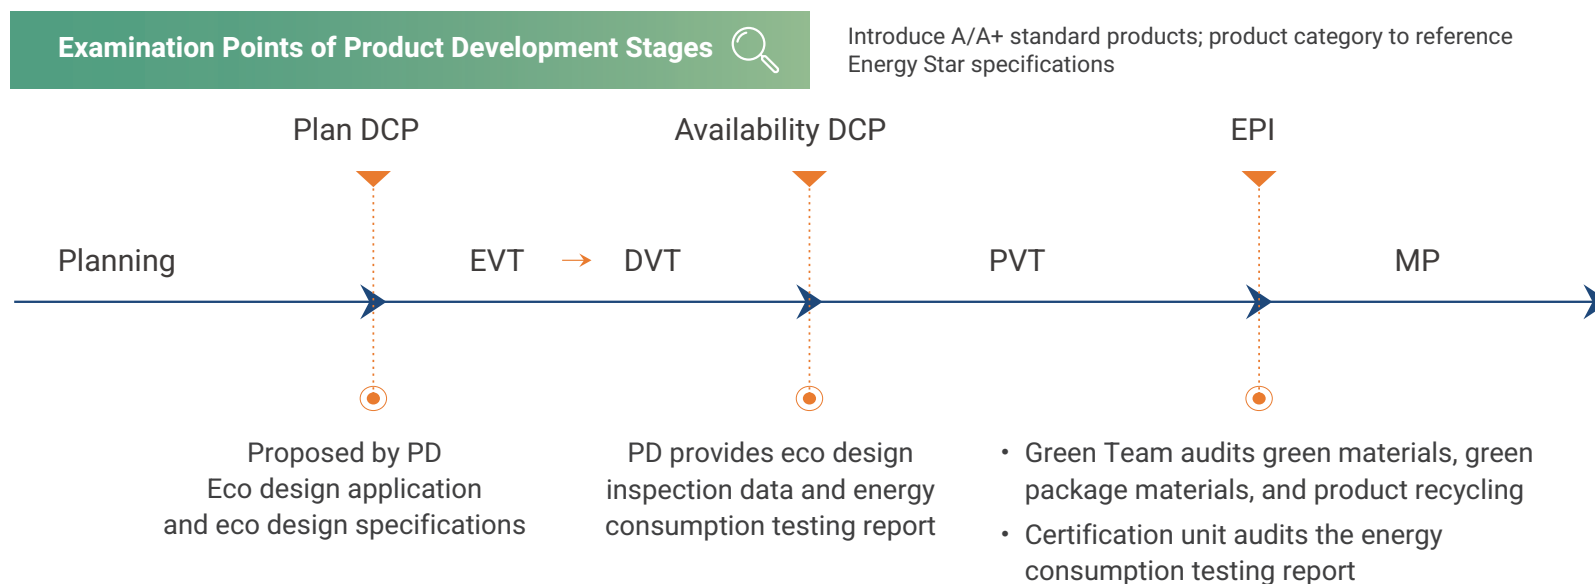 Examination Points of Product Development Stages
Introduce A/A+ standard products; product category to reference
Energy Star specifications
Plan DCP
Availability DCP
EPI
Planning
EVT → DVT
PVT
MP
Proposed by PD
Eco design application
and eco design specifications
PD provides eco design
inspection data and energy
consumption testing report
• Green Team audits green materials, green
package materials, and product recycling
• Certification unit audits the energy
consumption testing report